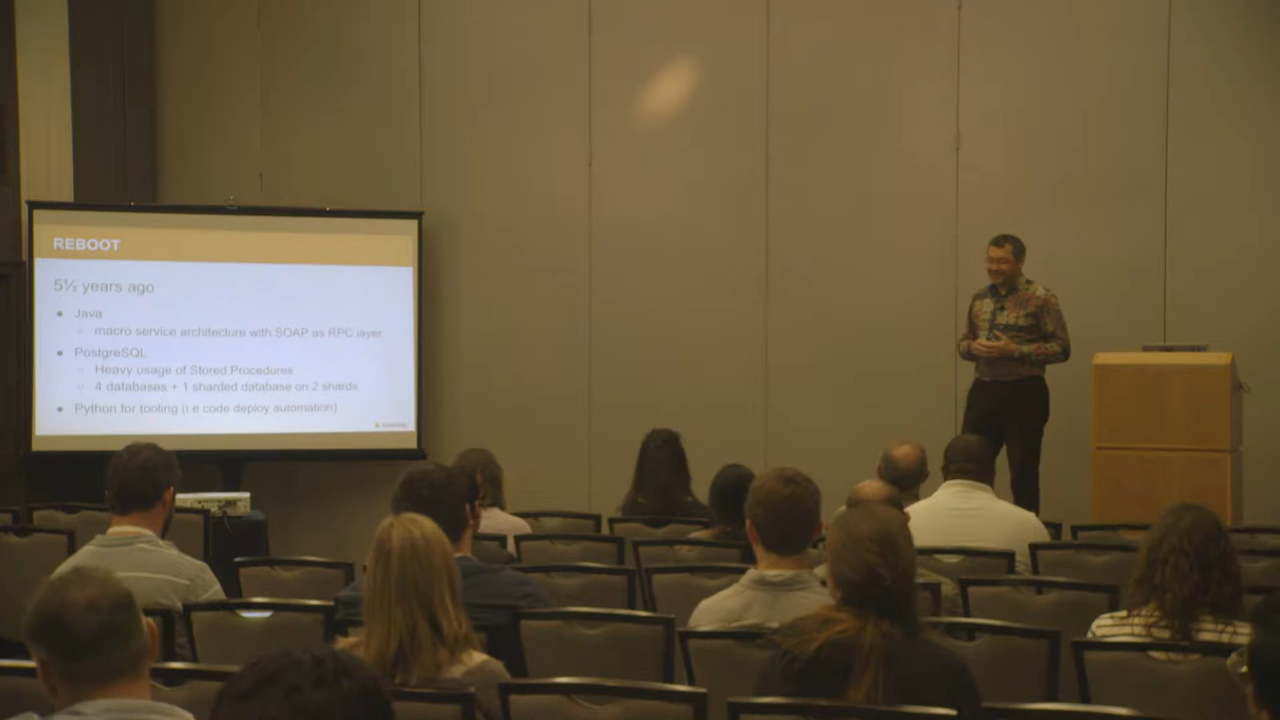 REBOOT
5½ years ago
● Java
○ macro service architecture with SOAP as RPC layer
● PostgreSQL
○ Heavy usage of Stored Procedures
○ 4 databases + 1 sharded database on 2 shards
● Python for tooling (i.e code deploy automation)